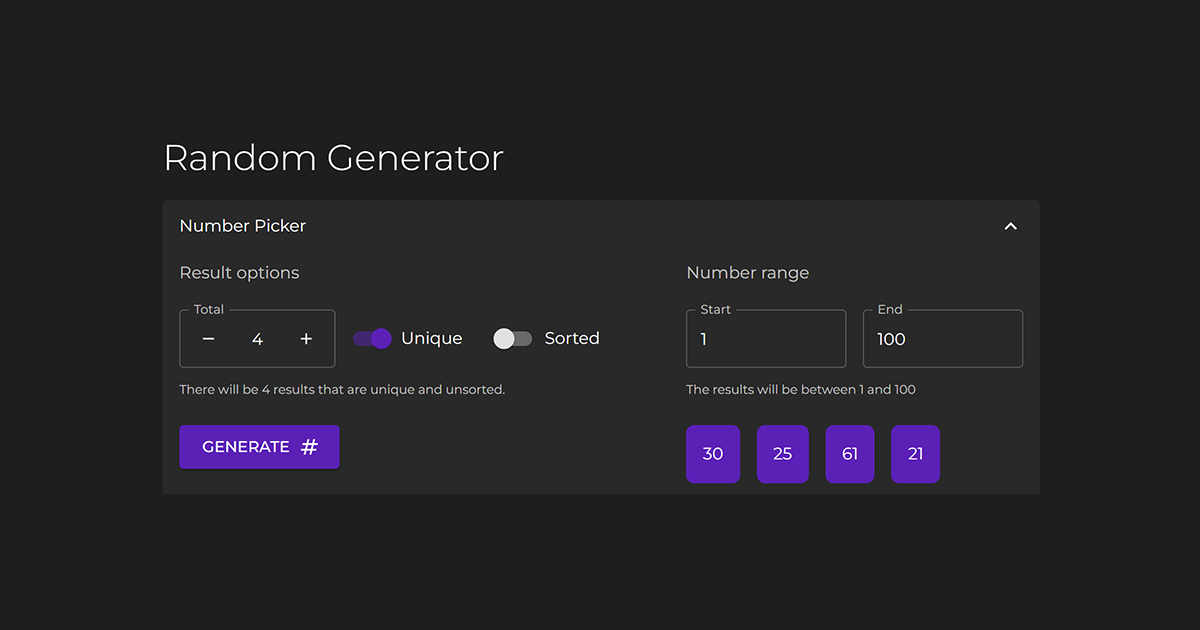 Random Generator
Number Picker
Result options
Total
− 4 +
Unique
Sorted
There will be 4 results that are unique and unsorted.
GENERATE #
Number range
Start
1
End
100
The results will be between 1 and 100
30 25 61 21